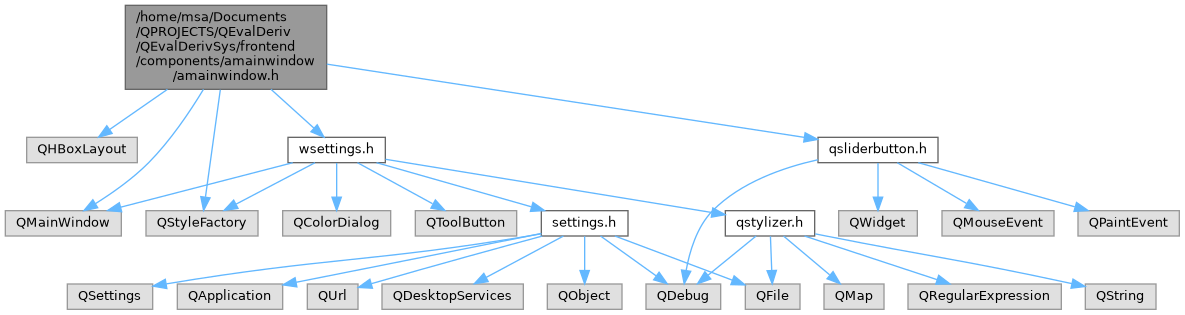 /home/msa/Documents
/QPROJECTS/QEvalDeriv
/QEvalDerivSys/frontend
/components/amainwindow
/amainwindow.h
QHBoxLayout
wsettings.h
qsliderbutton.h
QMainWindow
QStyleFactory
QColorDialog
QToolButton
settings.h
qstylizer.h
QWidget
QMouseEvent
QPaintEvent
QSettings
QApplication
QUrl
QDesktopServices
QObject
QDebug
QFile
QMap
QRegularExpression
QString